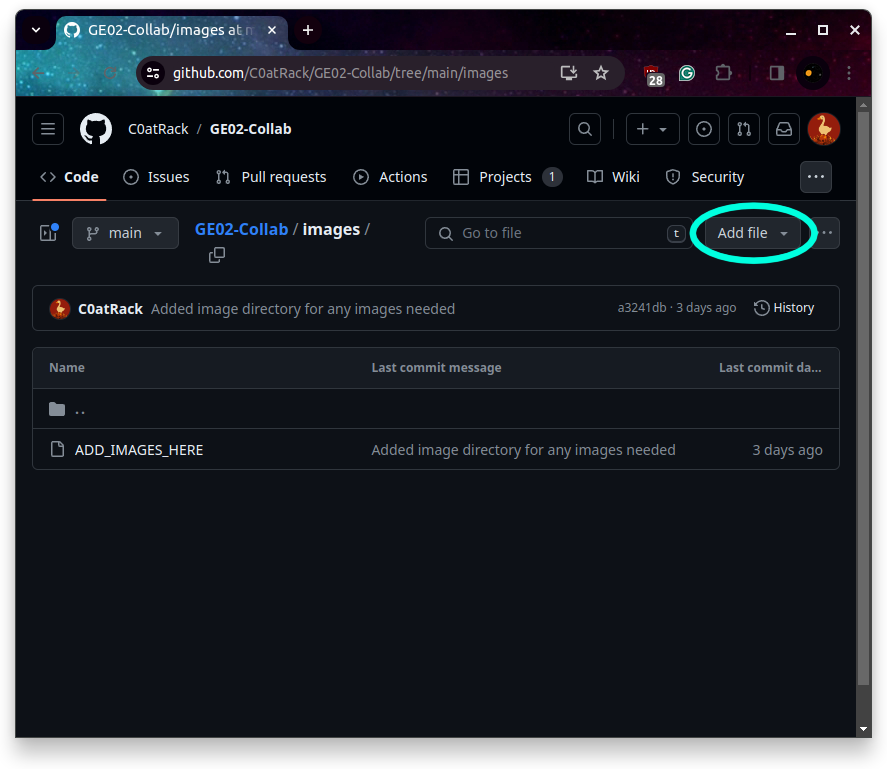 GE02-Collab/images at m
github.com/C0atRack/GE02-Collab/tree/main/images
28
C0atRack / GE02-Collab
Code Issues Pull requests Actions Projects 1 Wiki Security
main GE02-Collab / images / Go to file t Add file
C0atRack Added image directory for any images needed a3241db · 3 days ago History
Name Last commit message Last commit da...
..
ADD_IMAGES_HERE Added image directory for any images needed 3 days ago